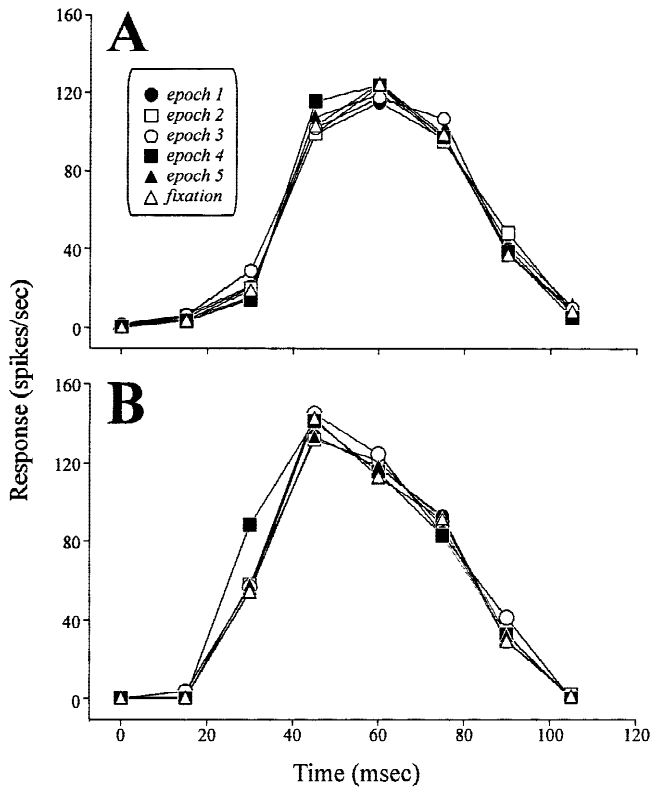 A
160
120
80
40
0
epoch 1
epoch 2
epoch 3
epoch 4
epoch 5
fixation
Response (spikes/sec)
B
160
120
80
40
0
0 20 40 60 80 100 120
Time (msec)